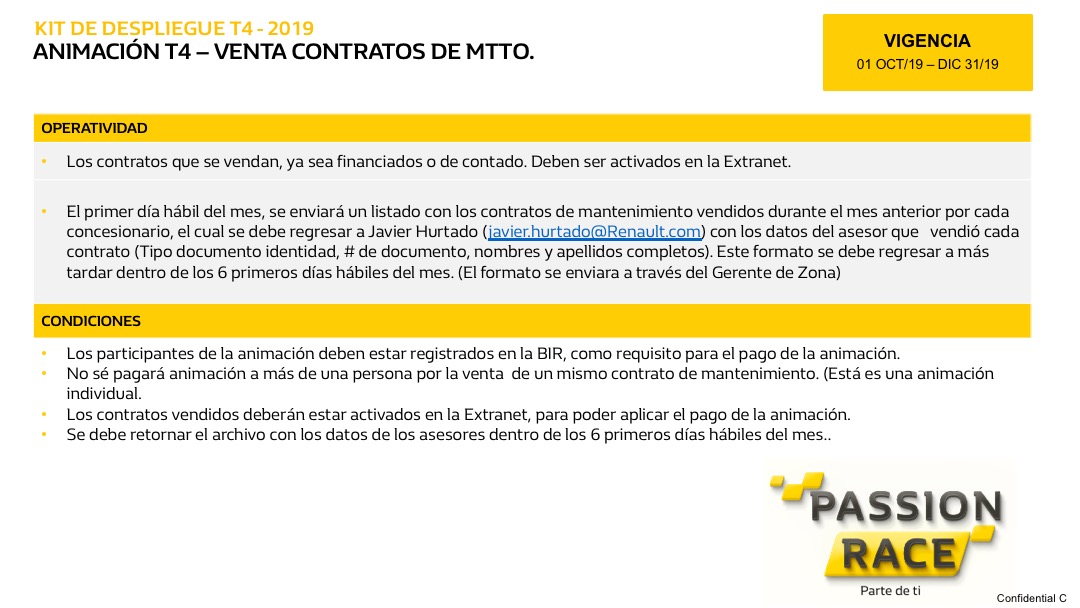 KIT DE DESPLIEGUE T4 - 2019
ANIMACIÓN T4 – VENTA CONTRATOS DE MTTO.
VIGENCIA
01 OCT/19 – DIC 31/19
OPERATIVIDAD
• Los contratos que se vendan, ya sea financiados o de contado. Deben ser activados en la Extranet.
• El primer día hábil del mes, se enviará un listado con los contratos de mantenimiento vendidos durante el mes anterior por cada
concesionario, el cual se debe regresar a Javier Hurtado (javier.hurtado@Renault.com) con los datos del asesor que vendió cada
contrato (Tipo documento identidad, # de documento, nombres y apellidos completos). Este formato se debe regresar a más
tardar dentro de los 6 primeros días hábiles del mes. (El formato se enviara a través del Gerente de Zona)
CONDICIONES
• Los participantes de la animación deben estar registrados en la BIR, como requisito para el pago de la animación.
• No sé pagará animación a más de una persona por la venta de un mismo contrato de mantenimiento. (Está es una animación
individual.
• Los contratos vendidos deberán estar activados en la Extranet, para poder aplicar el pago de la animación.
• Se debe retornar el archivo con los datos de los asesores dentro de los 6 primeros días hábiles del mes..
PASSION
RACE
Parte de ti
Confidential C